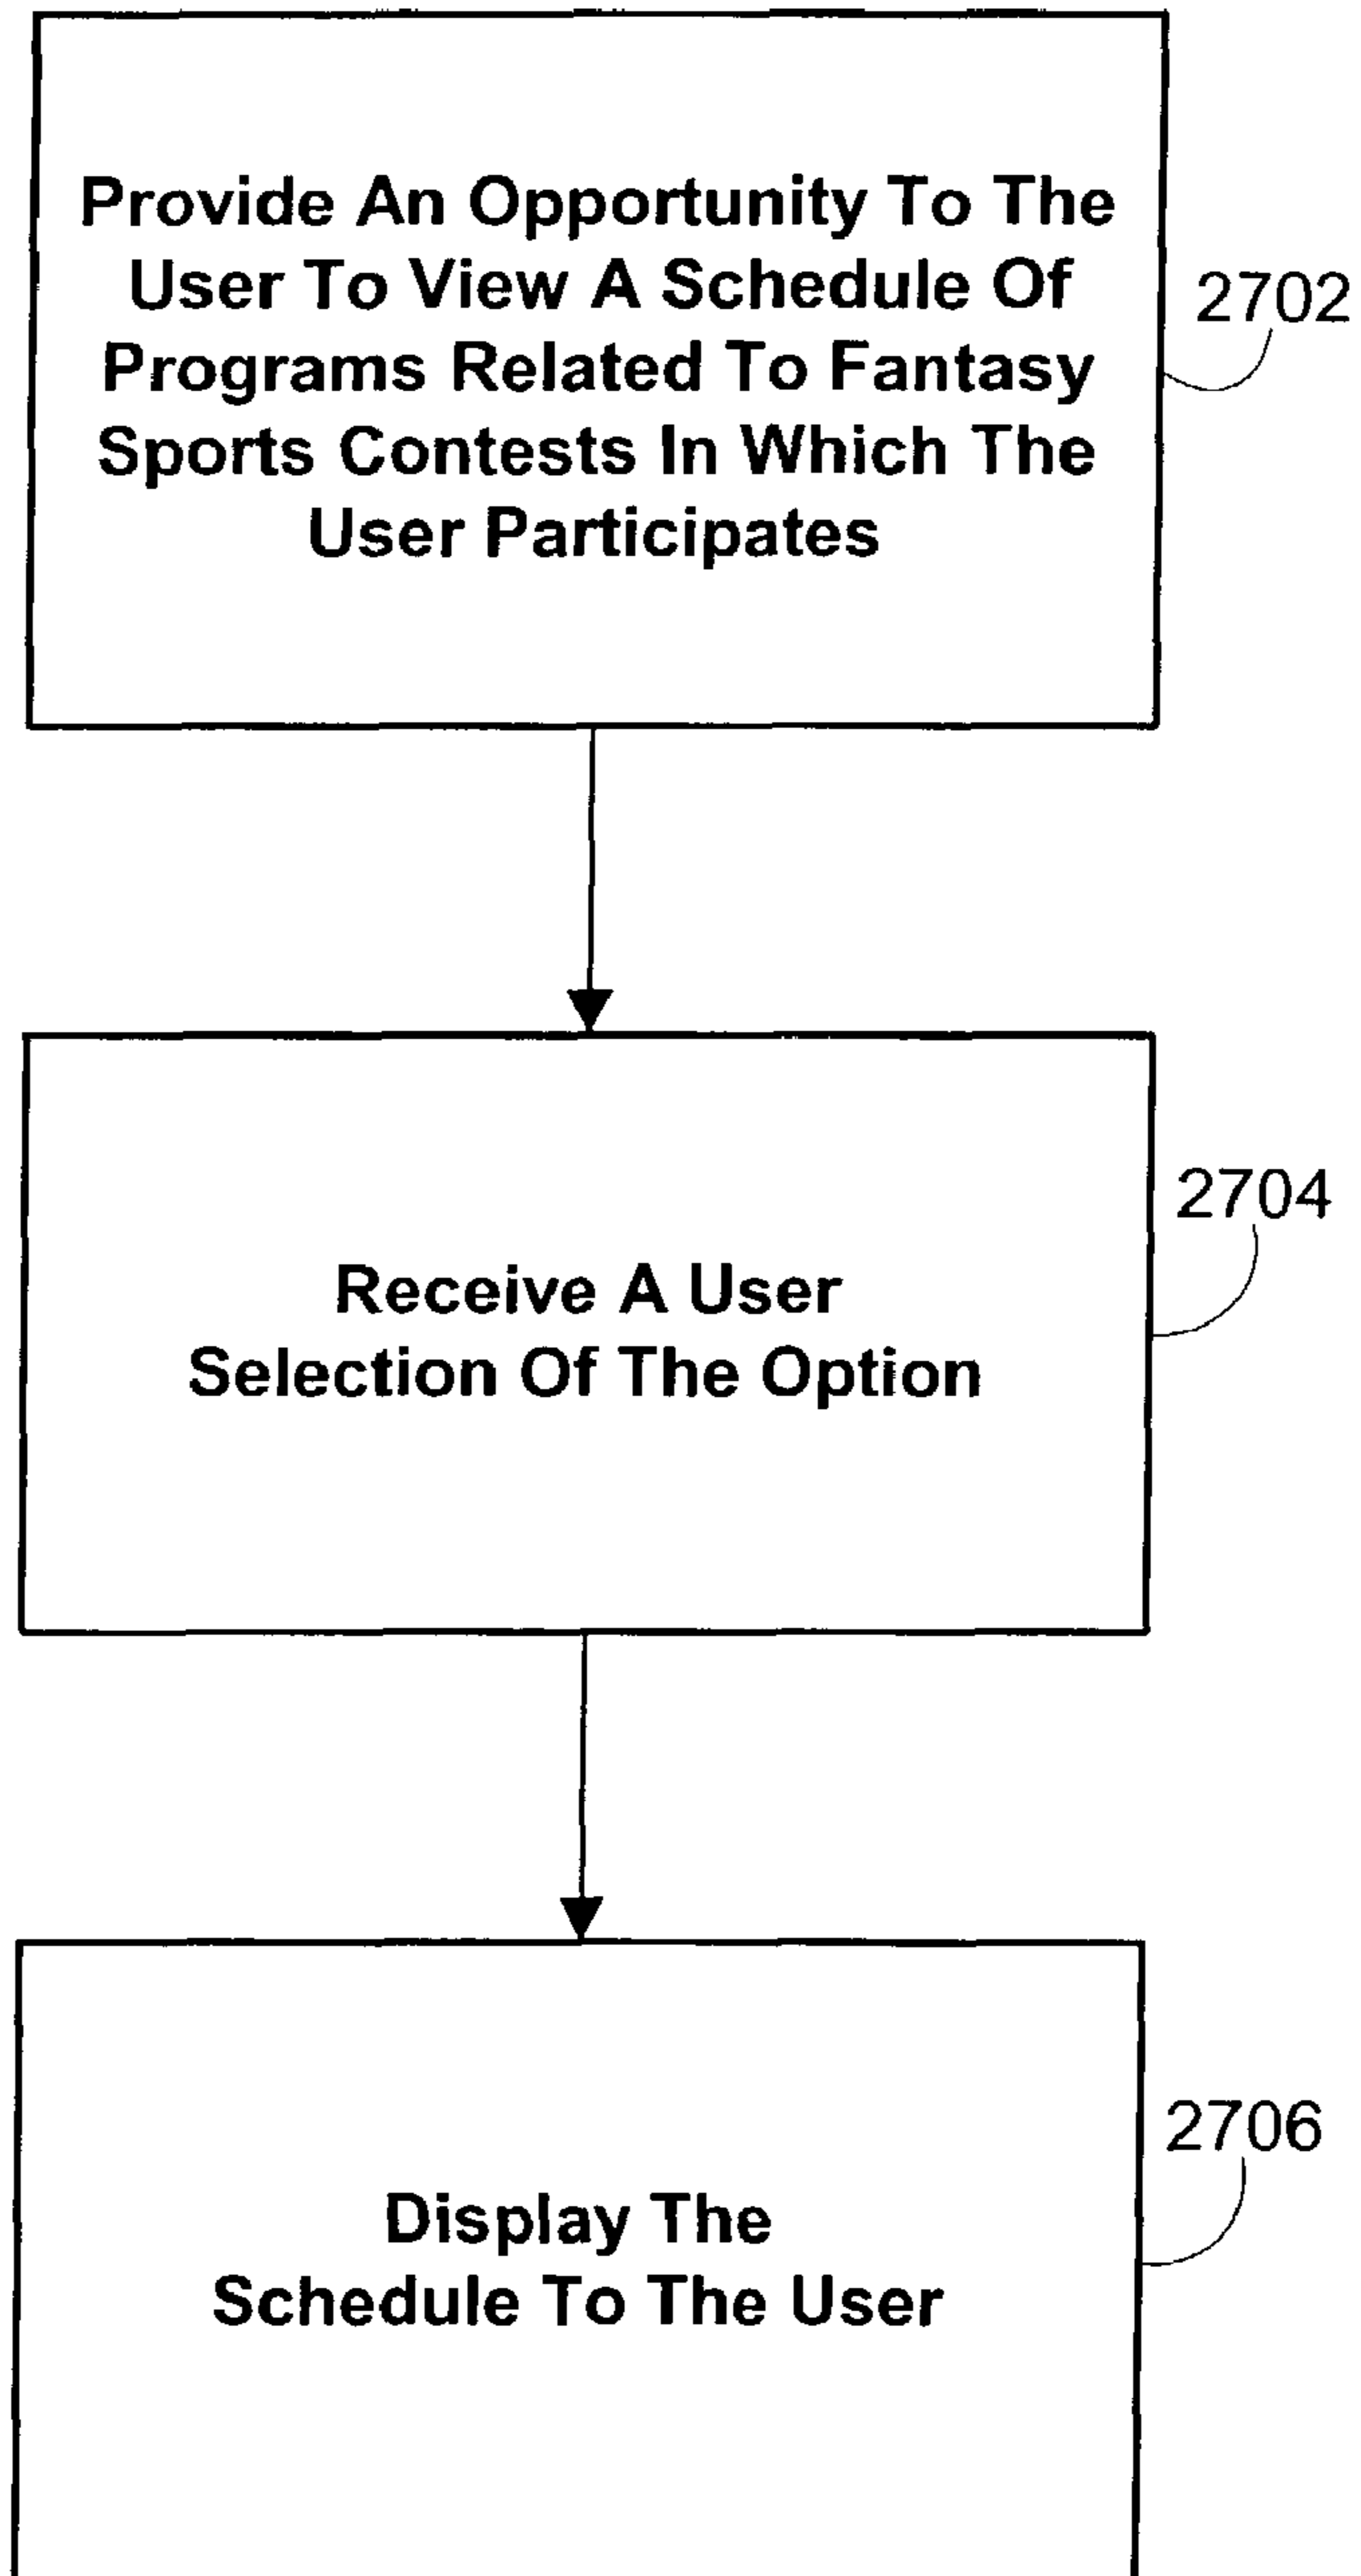 Provide An Opportunity To The
User To View A Schedule Of
Programs Related To Fantasy
Sports Contests In Which The
User Participates
2702
2704
Receive A User
Selection Of The Option
2706
Display The
Schedule To The User